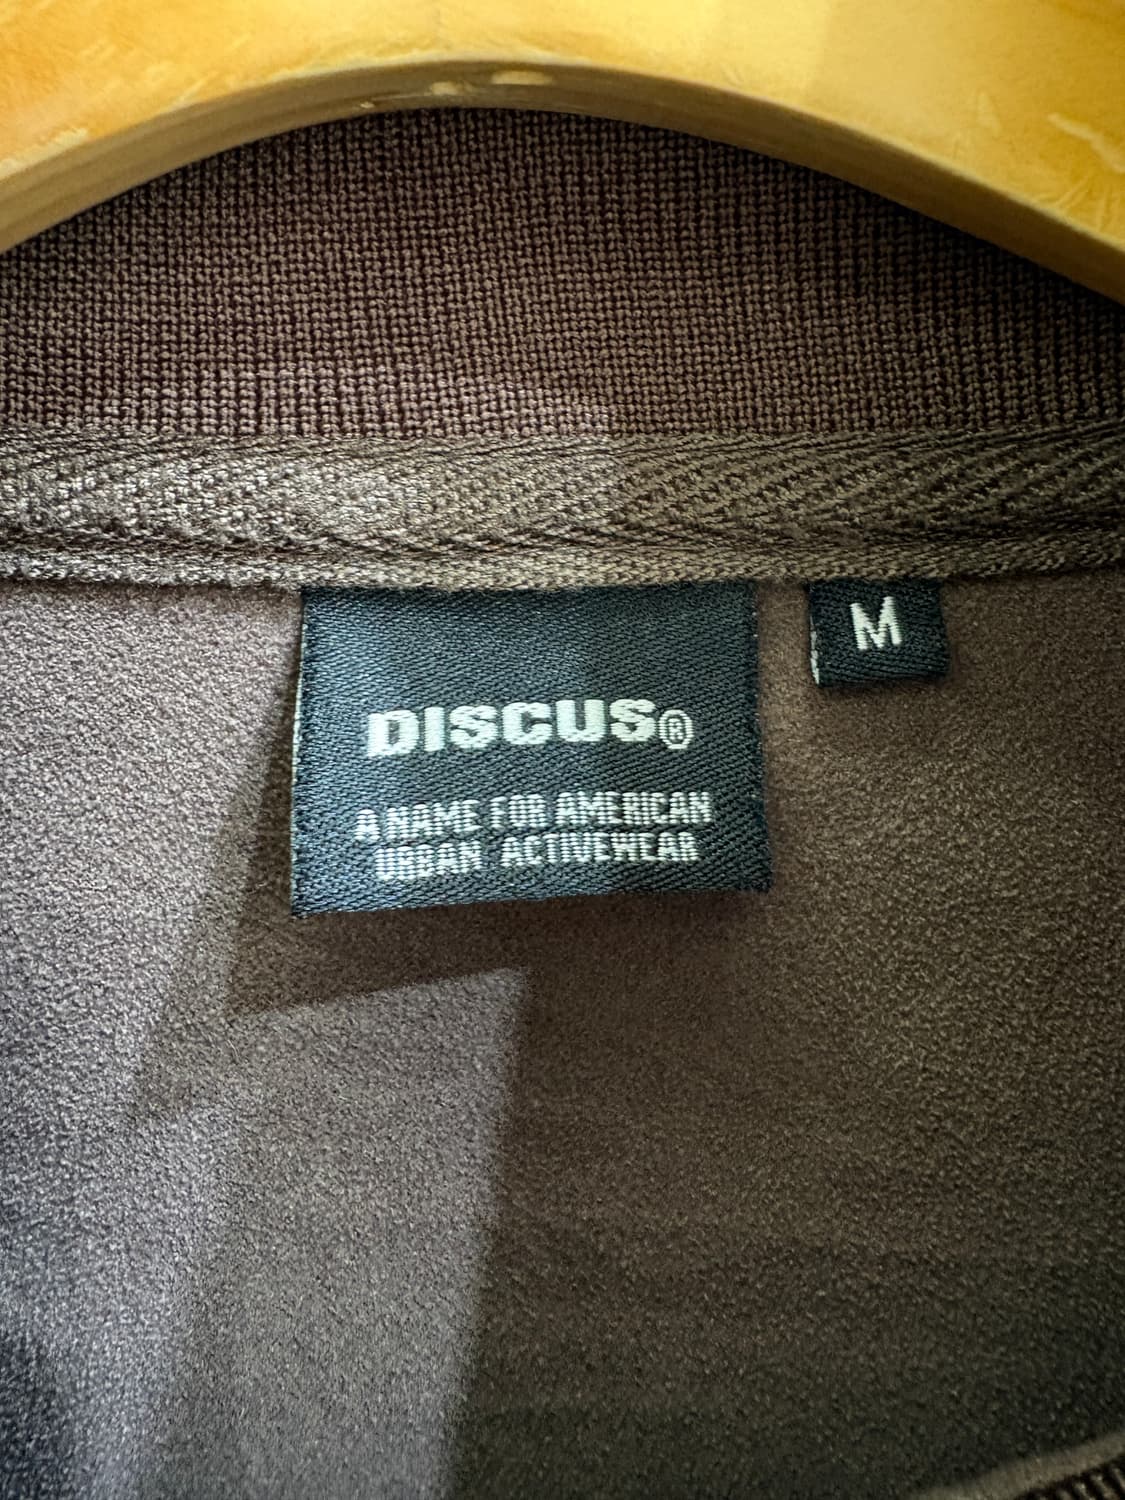 DISCUS®
M
A NAME FOR AMERICAN
URBAN ACTIVEWEAR